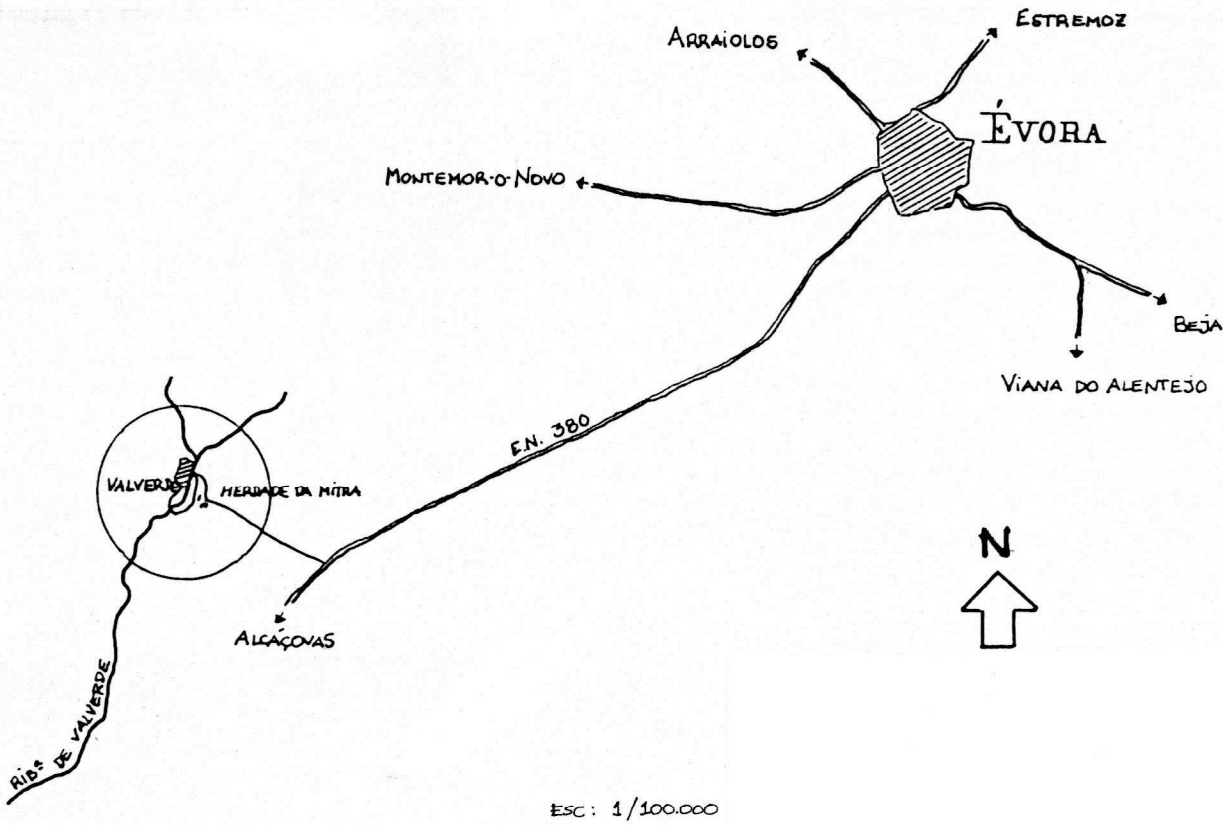 ESTREMOZ
ARRAIOLOS
ÉVORA
MONTEMOR-O-NOVO
BEJA
VIANA DO ALENTEJO
E.N. 380
VALVERDE
HERDADE DA MITRA
N
ALCÁÇOVAS
RIBª DE VALVERDE
ESC: 1/100.000